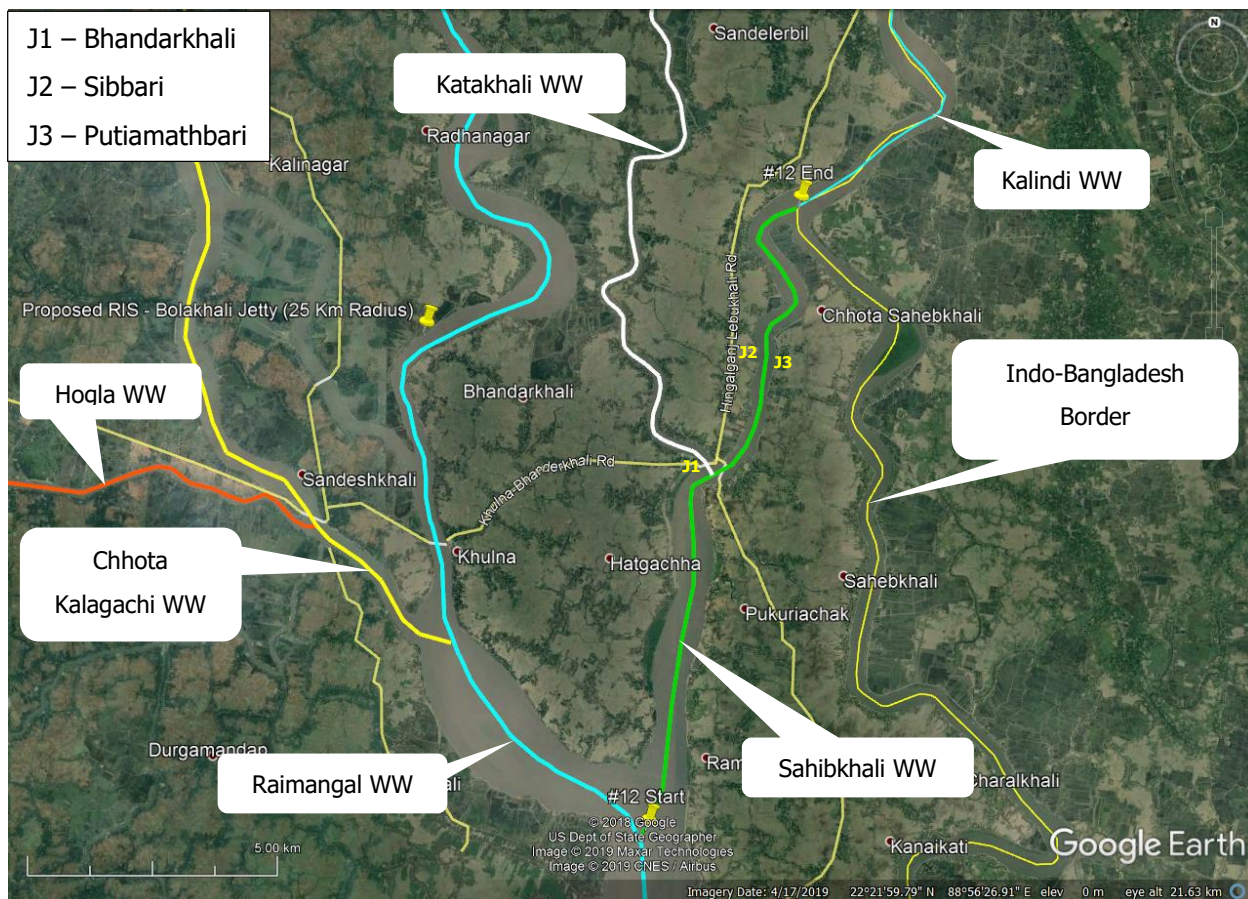 J1 – Bhandarkhali
J2 – Sibbari
J3 – Putiamathbari
Sandelerbil
N
Katakhali WW
Radhanagar
Kalinagar
#12 End
Kalindi WW
Proposed RIS - Bolakhali Jetty (25 Km Radius)
Chhota Sahebkhali
Hingalganj Lebukhali Rd
J2
J3
Indo-Bangladesh
Border
Hogla WW
Bhandarkhali
J1
Sandeshkhali
Khulna-Bhanderkhali Rd
Chhota
Kalagachi WW
Khulna
Hatgachha
Sahebkhali
Pukuriachak
Durgamandap
Raimangal WW
Ram
Sahibkhali WW
Charalkhali
ali
#12 Start
© 2018 Google
US Dept of State Geographer
Image © 2019 Maxar Technologies
Image © 2019 CNES / Airbus
Kanaikati
Google Earth
5.00 km
Imagery Date: 4/17/2019 22°21'59.79" N 88°56'26.91" E elev 0 m eye alt 21.63 km